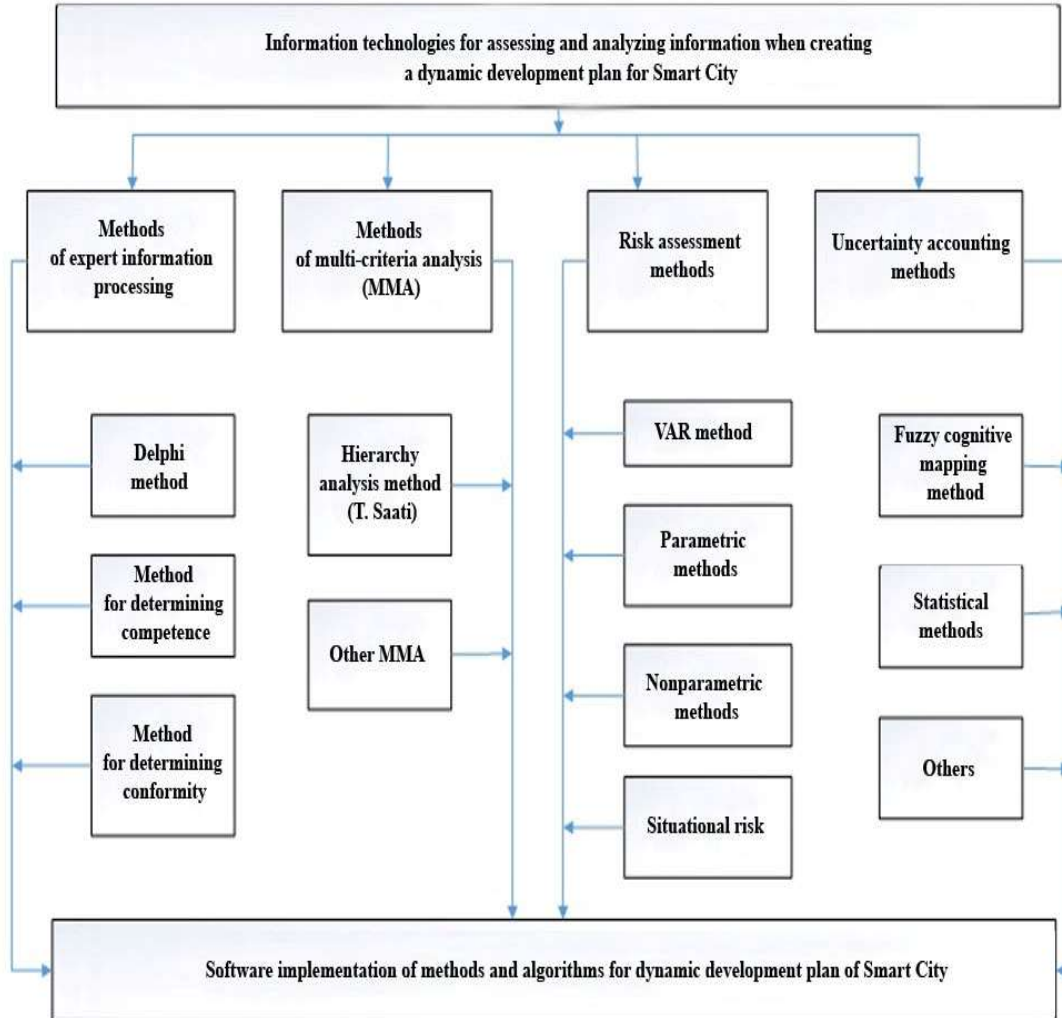 Information technologies for assessing and analyzing information when creating
a dynamic development plan for Smart City
Methods
of expert information
processing
Methods
of multi-criteria analysis
(MMA)
Risk assessment
methods
Uncertainty accounting
methods
Delphi
method
Method
for determining
competence
Method
for determining
conformity
Hierarchy
analysis method
(T. Saati)
Other MMA
VAR method
Parametric
methods
Nonparametric
methods
Situational risk
Fuzzy cognitive
mapping
method
Statistical
methods
Others
Software implementation of methods and algorithms for dynamic development plan of Smart City